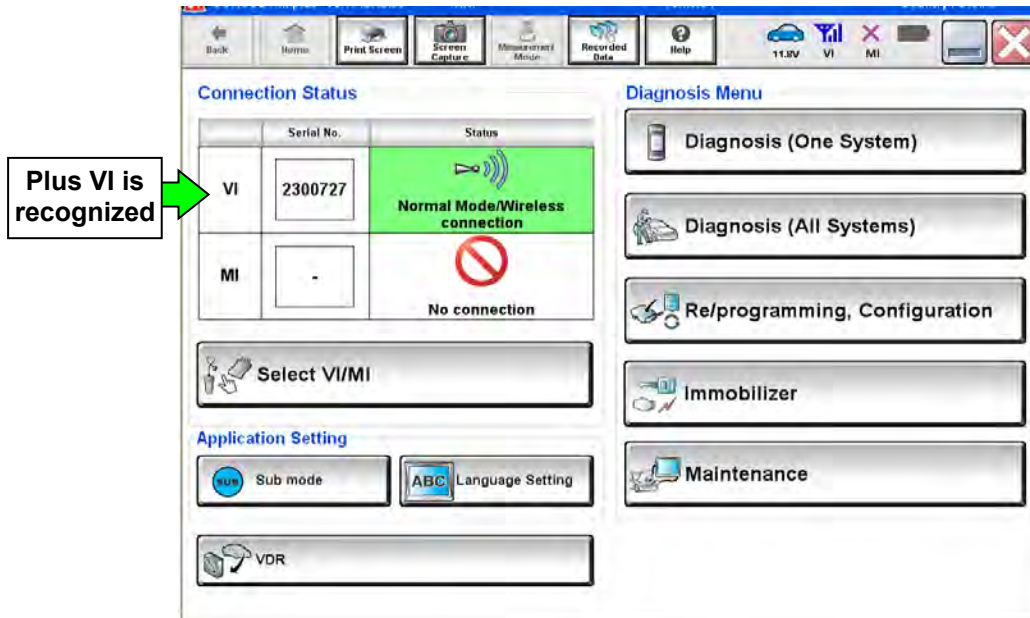 Back
Home
Print Screen
Screen
Capture
Measurement
Mode
Recorded
Data
Help
11.8V
VI
MI
Connection Status
Serial No.
Status
Plus VI is
recognized
VI
2300727
Normal Mode/Wireless
connection
MI
-
No connection
Select VI/MI
Application Setting
SUB
Sub mode
ABC
Language Setting
VDR
Diagnosis Menu
Diagnosis (One System)
Diagnosis (All Systems)
Re/programming, Configuration
Immobilizer
Maintenance